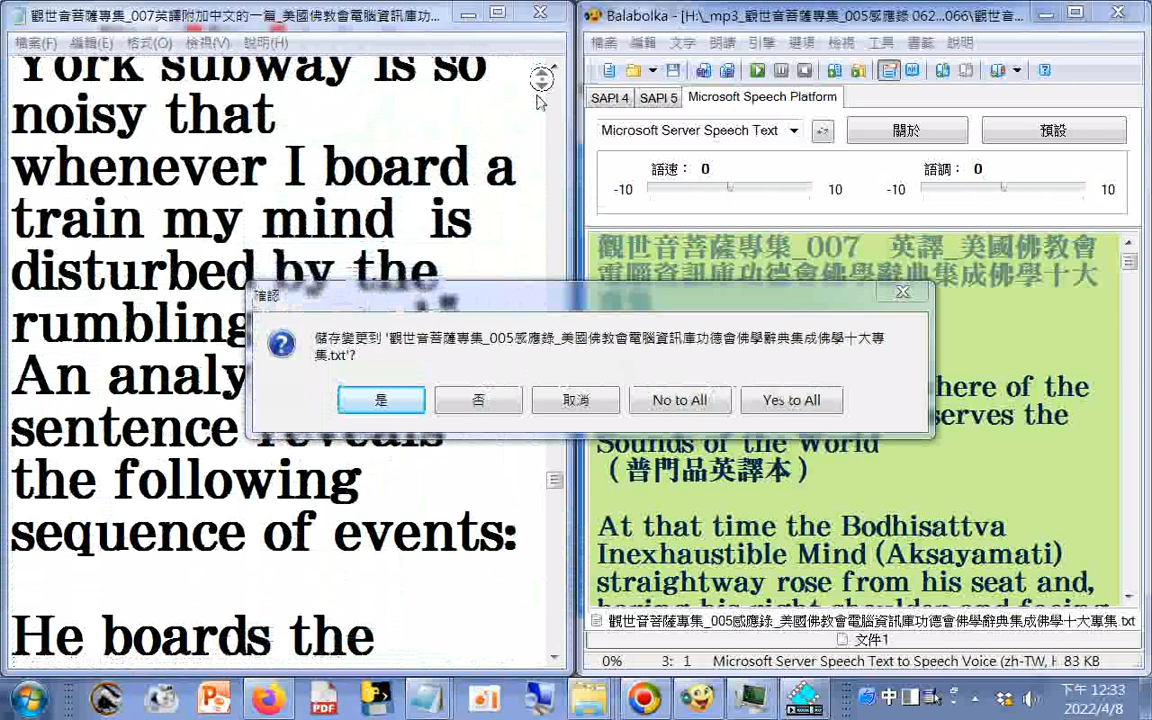 觀世音菩薩專集_007英譯附加中文的一篇_美國佛教會電腦資訊庫功...
檔案(F) 編輯(E) 格式(O) 檢視(V) 說明(H)
York subway is so
noisy that
whenever I board a
train my mind is
disturbed by the
rumbling
An analy
sentence reveals
the following
sequence of events:
He boards the
Balabolka - [H:\_mp3_觀世音菩薩專集_005感應錄 062...066\觀世音...
檔案 編輯 文字 朗讀 引擎 選項 檢視 工具 書籤 說明
SAPI 4 SAPI 5 Microsoft Speech Platform
Microsoft Server Speech Text
關於 預設
語速： 0 語調： 0
-10 10 -10 10
觀世音菩薩專集_007 英譯_美國佛教會
電腦資訊庫功德會佛學辭典集成佛學十大
here of the
serves the
Sounds of the World
（普門品英譯本）
At that time the Bodhisattva
Inexhaustible Mind (Aksayamati)
straightway rose from his seat and,
baring his right shoulder and facing
觀世音菩薩專集_005感應錄_美國佛教會電腦資訊庫功德會佛學辭典集成佛學十大專集.txt
文件1
0% 3: 1 Microsoft Server Speech Text to Speech Voice (zh-TW, H 83 KB
確認
儲存變更到 '觀世音菩薩專集_005感應錄_美國佛教會電腦資訊庫功德會佛學辭典集成佛學十大專
集.txt'?
是 否 取消 No to All Yes to All
PDF
中
下午 12:33
2022/4/8